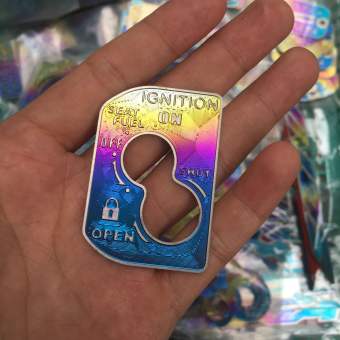 IGNITION
SEAT
FUEL
ON
OFF
SHUT
OPEN